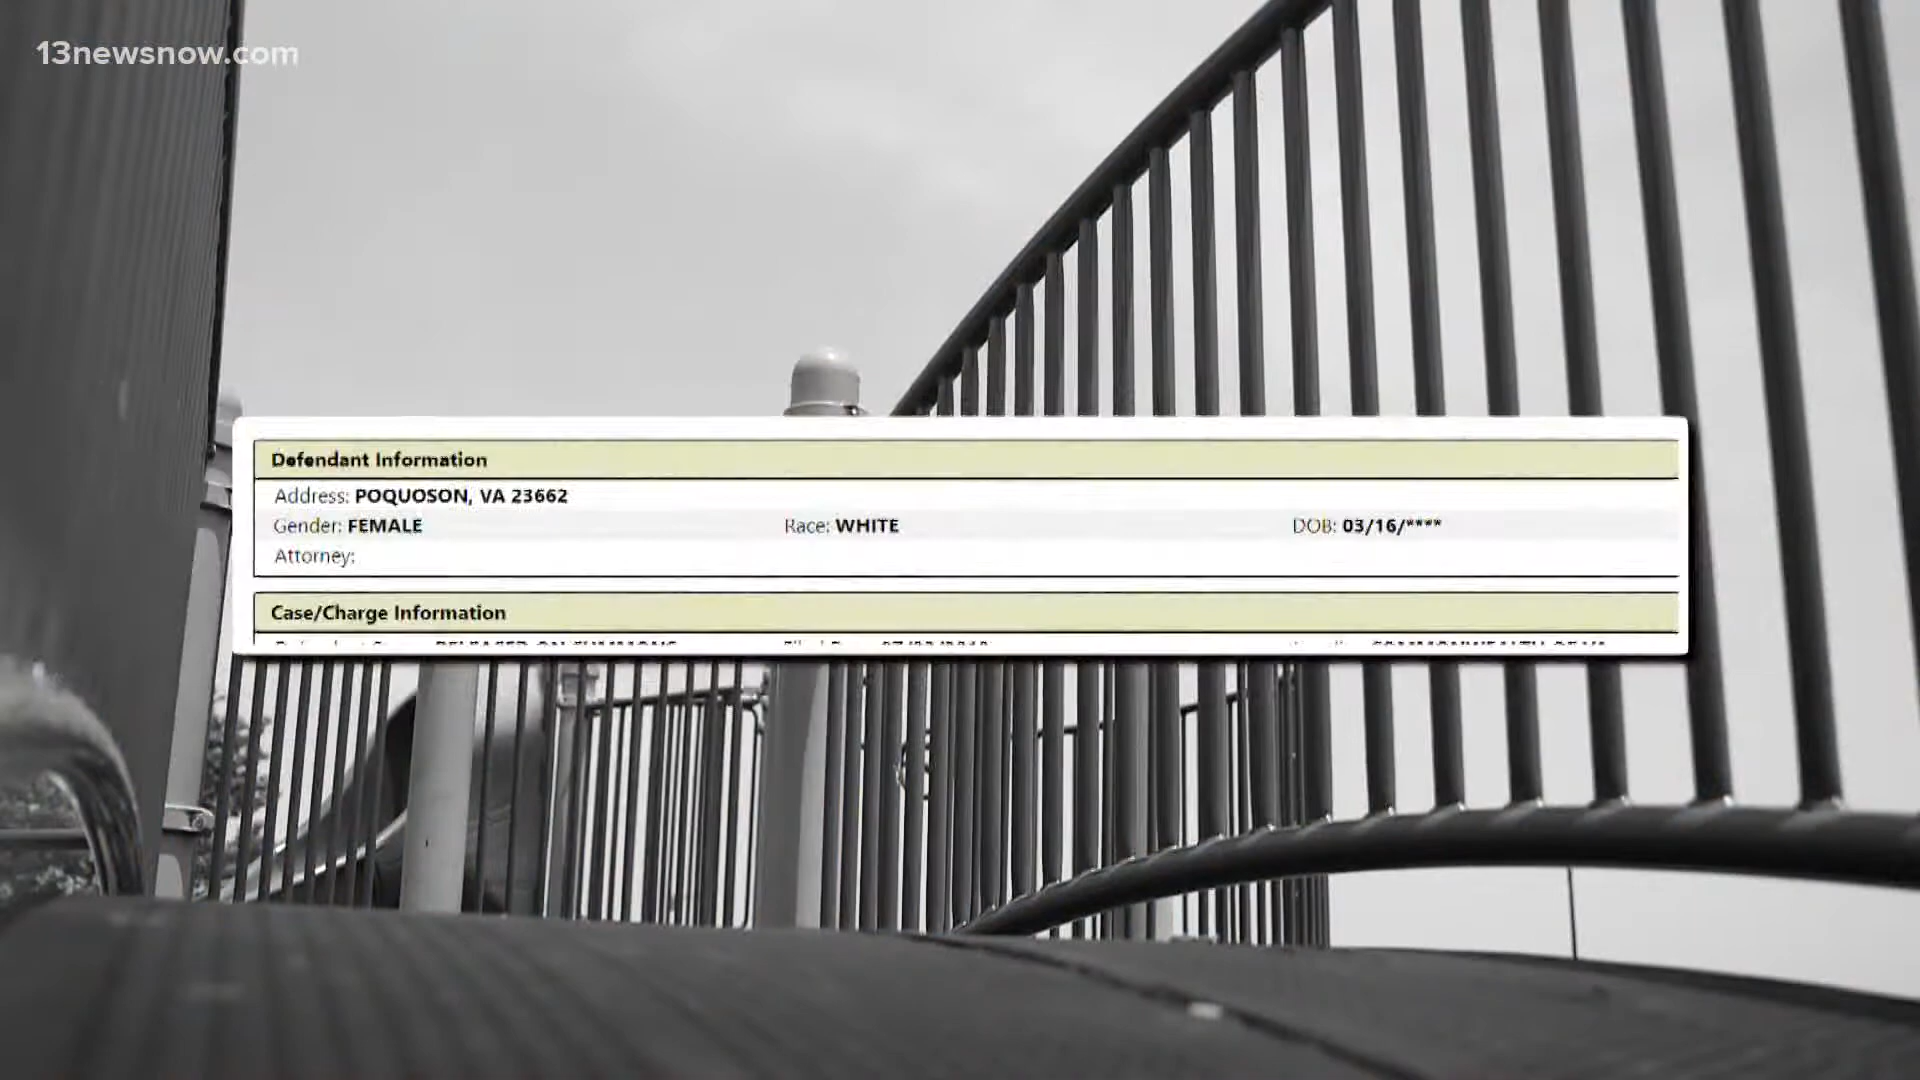 13newsnow.com
Defendant Information
Address: POQUOSON, VA 23662
Gender: FEMALE Race: WHITE DOB: 03/16/****
Attorney:
Case/Charge Information